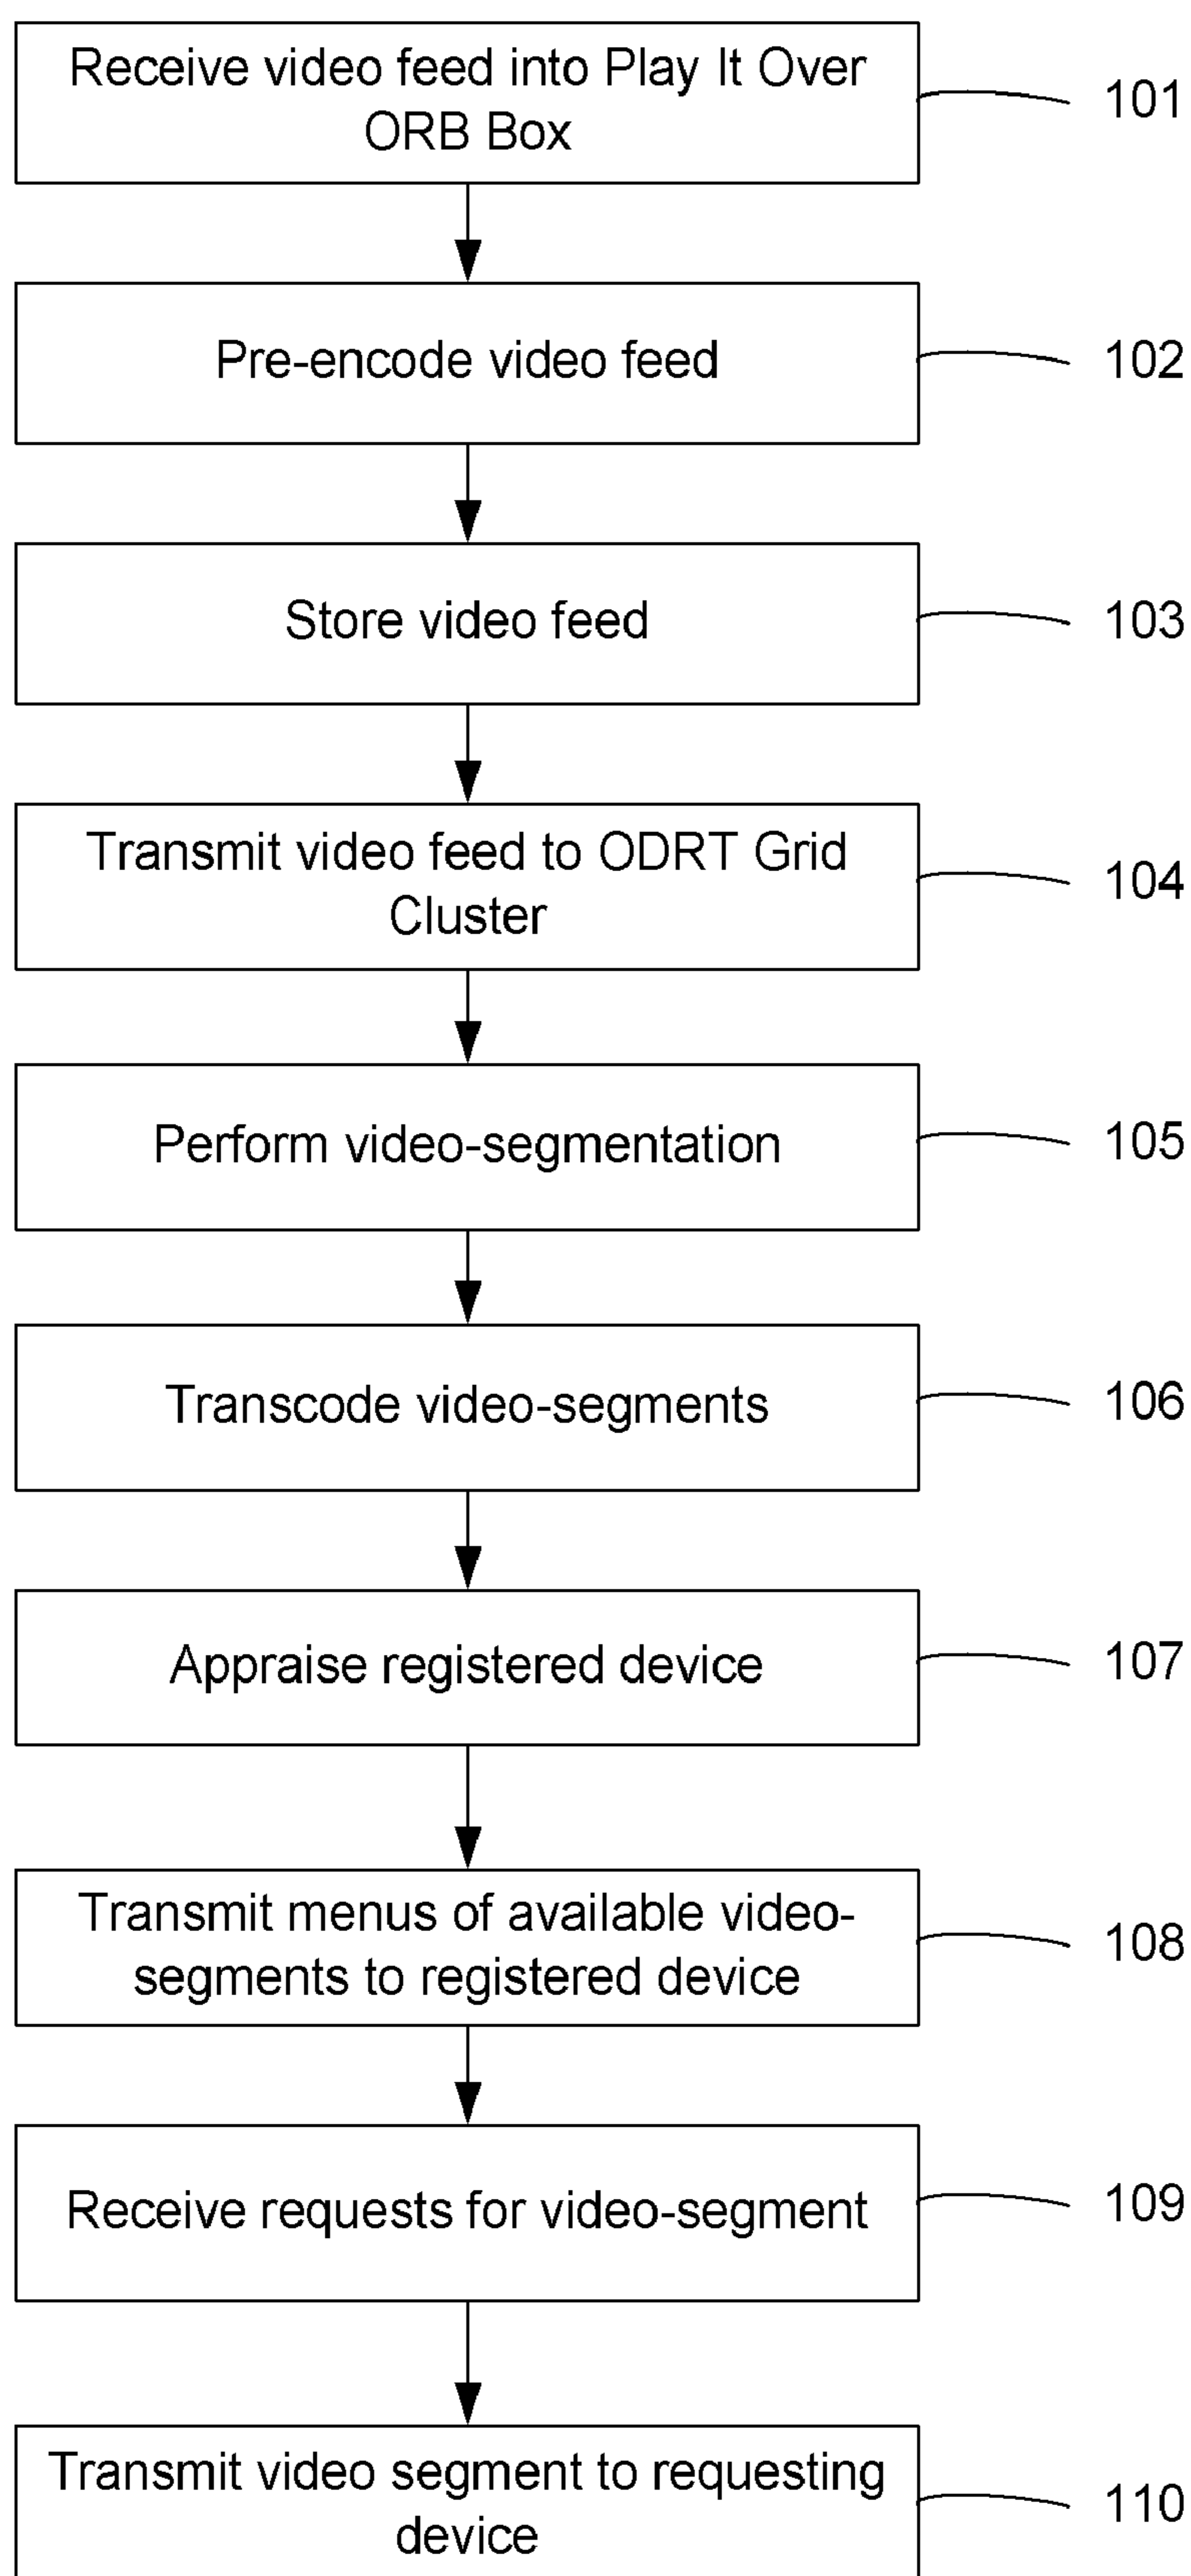 Receive video feed into Play It Over
ORB Box
101
Pre-encode video feed
102
Store video feed
103
Transmit video feed to ODRT Grid
Cluster
104
Perform video-segmentation
105
Transcode video-segments
106
Appraise registered device
107
Transmit menus of available video-
segments to registered device
108
Receive requests for video-segment
109
Transmit video segment to requesting
device
110